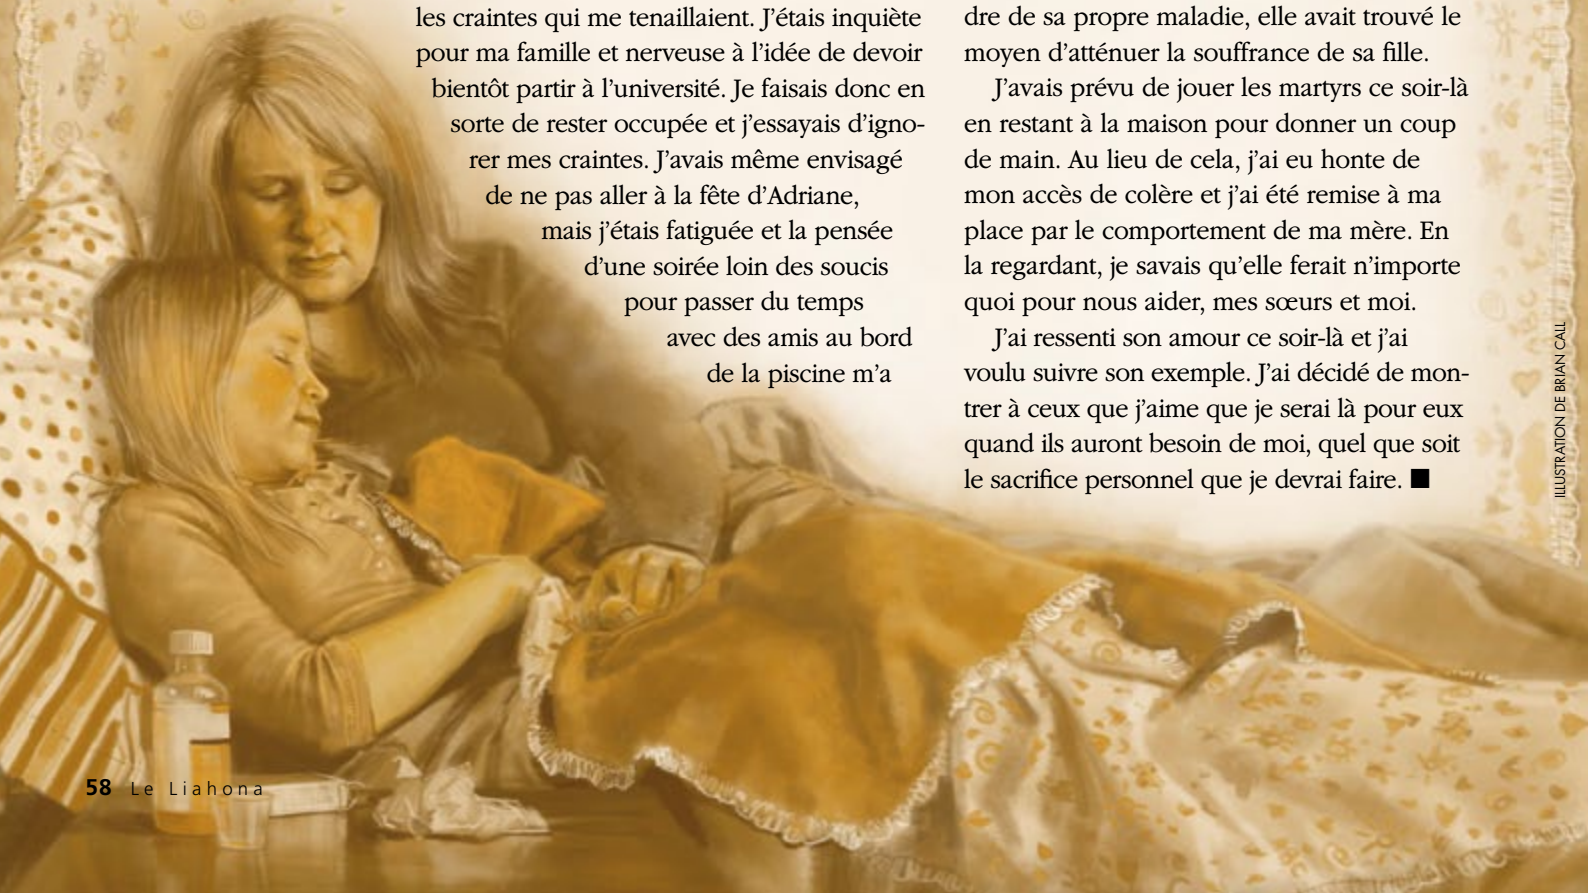 les craintes qui me tenaillaient. J’étais inquiète
pour ma famille et nerveuse à l’idée de devoir
bientôt partir à l’université. Je faisais donc en
sorte de rester occupée et j’essayais d’igno-
rer mes craintes. J’avais même envisagé
de ne pas aller à la fête d’Adriane,
mais j’étais fatiguée et la pensée
d’une soirée loin des soucis
pour passer du temps
avec des amis au bord
de la piscine m’a
dre de sa propre maladie, elle avait trouvé le
moyen d’atténuer la souffrance de sa fille.
J’avais prévu de jouer les martyrs ce soir-là
en restant à la maison pour donner un coup
de main. Au lieu de cela, j’ai eu honte de
mon accès de colère et j’ai été remise à ma
place par le comportement de ma mère. En
la regardant, je savais qu’elle ferait n’importe
quoi pour nous aider, mes sœurs et moi.
J’ai ressenti son amour ce soir-là et j’ai
voulu suivre son exemple. J’ai décidé de mon-
trer à ceux que j’aime que je serai là pour eux
quand ils auront besoin de moi, quel que soit
le sacrifice personnel que je devrai faire. ■
ILLUSTRATION DE BRIAN CALL
58 Le Liahona